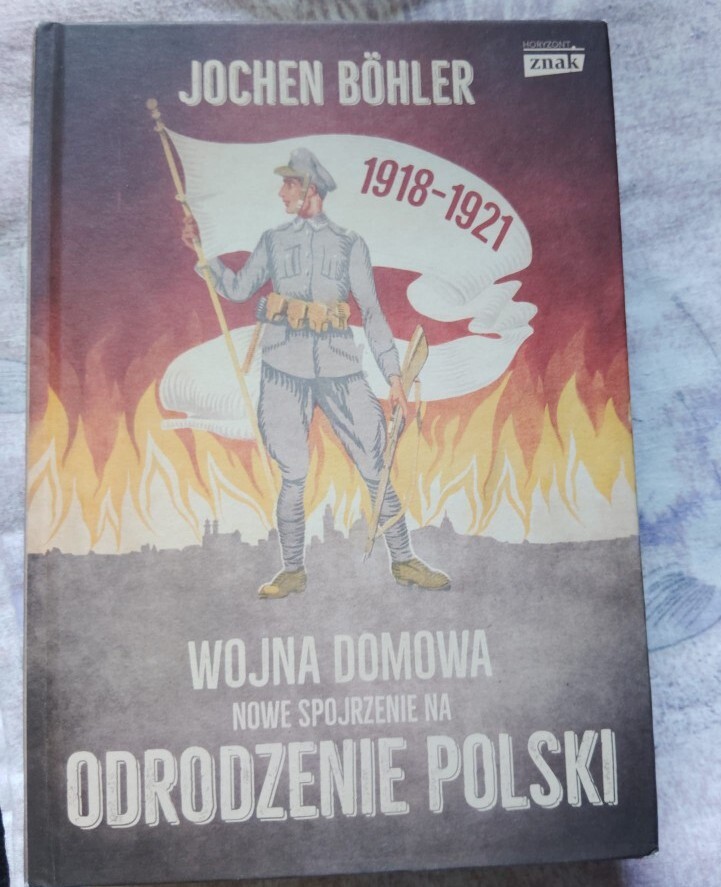 HORYZONT
znak
JOCHEN BÖHLER
1918-1921
WOJNA DOMOWA
NOWE SPOJRZENIE NA
ODRODZENIE POLSKI